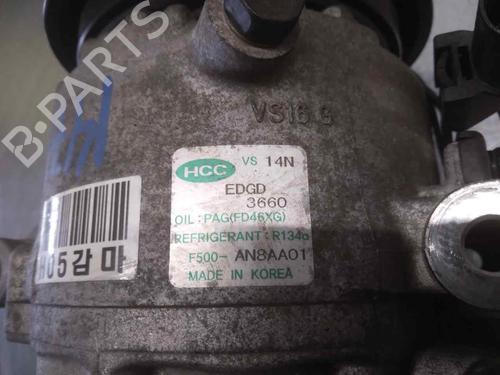 B-PARTS
VS16 G
HCC VS 14N
EDGD
3660
OIL : PAG(FD46XG)
REFRIGERANT : R134a
F500- AN8AA01
MADE IN KOREA
05감마